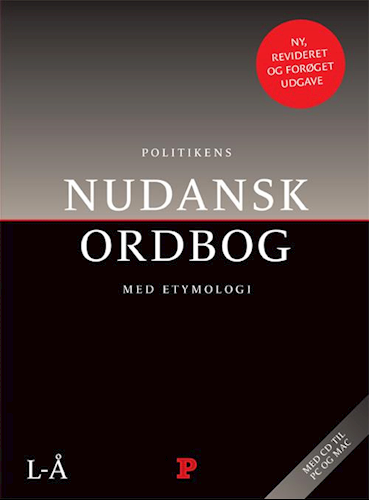 NY,
REVIDERET
OG FORØGET
UDGAVE
POLITIKENS
NUDANSK
ORDBOG
MED ETYMOLOGI
MED CD TIL
PC OG MAC
L-Å
P